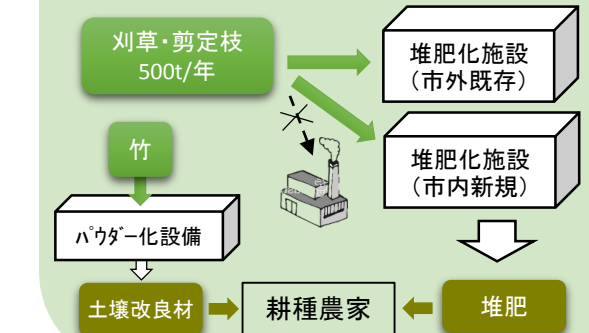 刈草・剪定枝
500t/年
堆肥化施設
（市外既存）
竹
堆肥化施設
（市内新規）
ﾊﾟｳﾀﾞｰ化設備
土壌改良材
耕種農家
堆肥